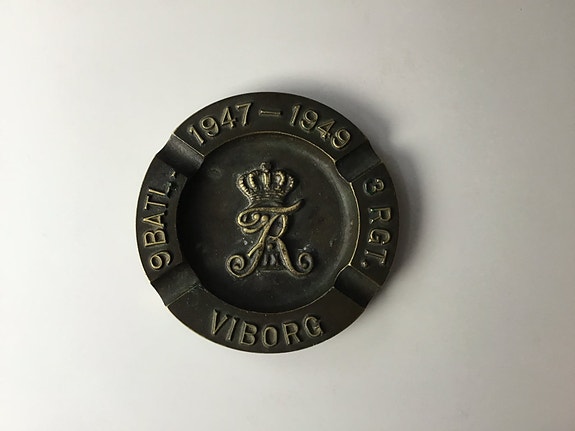 1947 — 1949
3 RGT.
VIBORG
9 BATL.